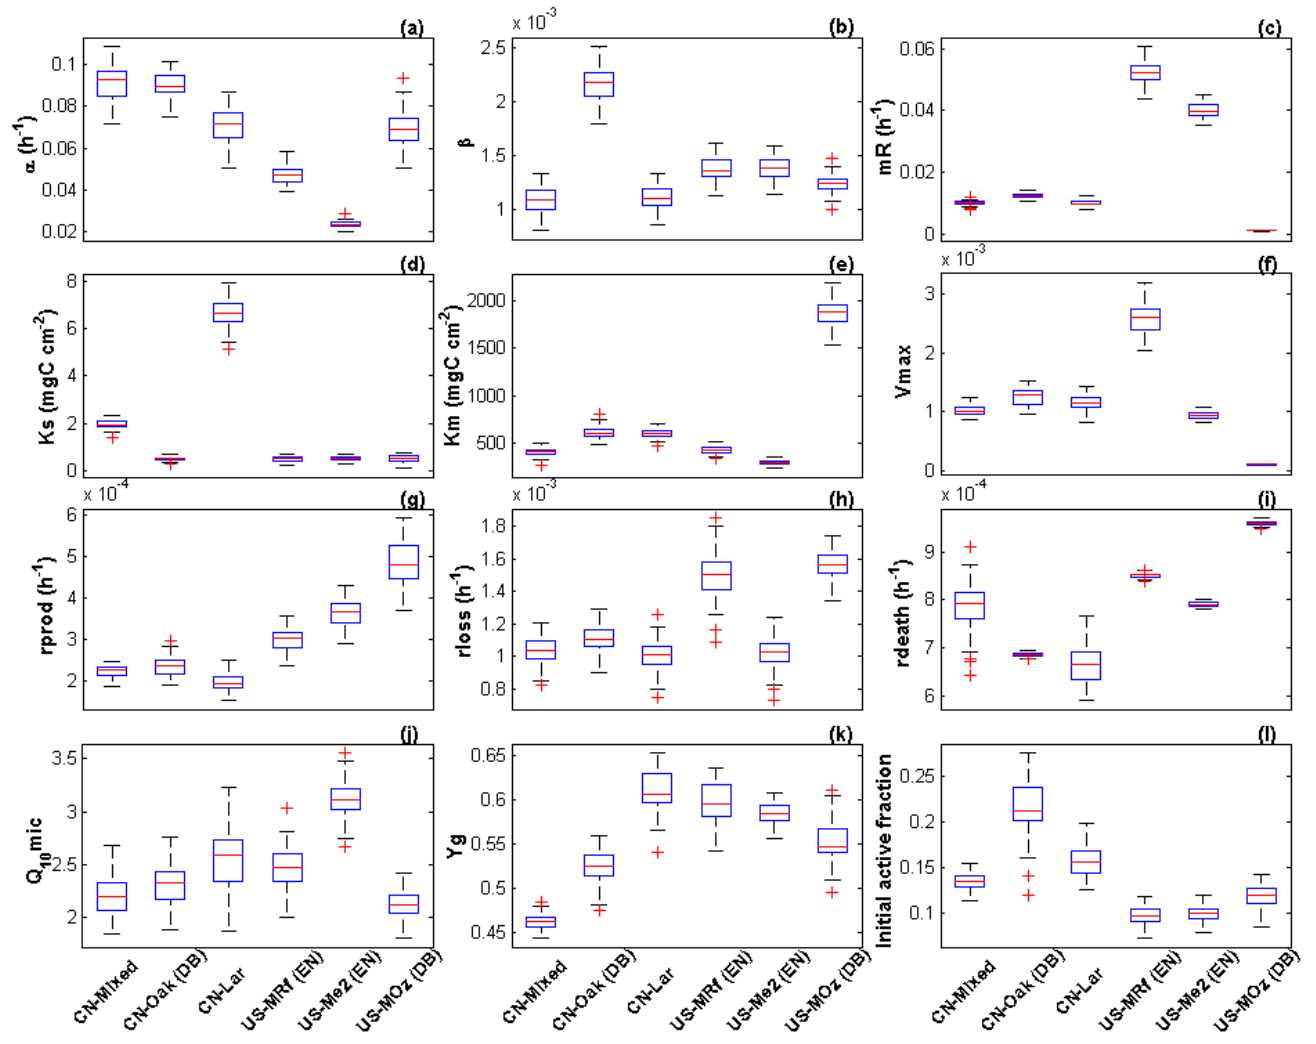 (a)
α (h-1)
0.1
0.08
0.06
0.04
0.02
x 10-3
(b)
β
2.5
2
1.5
1
(c)
mR (h-1)
0.06
0.04
0.02
0
(d)
Ks (mgC cm-2)
8
6
4
2
0
(e)
Km (mgC cm-2)
2000
1500
1000
500
x 10-3
(f)
Vmax
3
2
1
0
x 10-4
(g)
rprod (h-1)
6
5
4
3
2
x 10-3
(h)
rloss (h-1)
1.8
1.6
1.4
1.2
1
0.8
x 10-4
(i)
rdeath (h-1)
9
8
7
6
(j)
Q10mic
3.5
3
2.5
2
CN-MIxed
CN-Oak (DB)
CN-Lar
US-MRf (EN)
US-Me2 (EN)
US-MOz (DB)
(k)
Yg
0.65
0.6
0.55
0.5
0.45
CN-MIxed
CN-Oak (DB)
CN-Lar
US-MRf (EN)
US-Me2 (EN)
US-MOz (DB)
(l)
Initial active fraction
0.25
0.2
0.15
0.1
CN-MIxed
CN-Oak (DB)
CN-Lar
US-MRf (EN)
US-Me2 (EN)
US-MOz (DB)